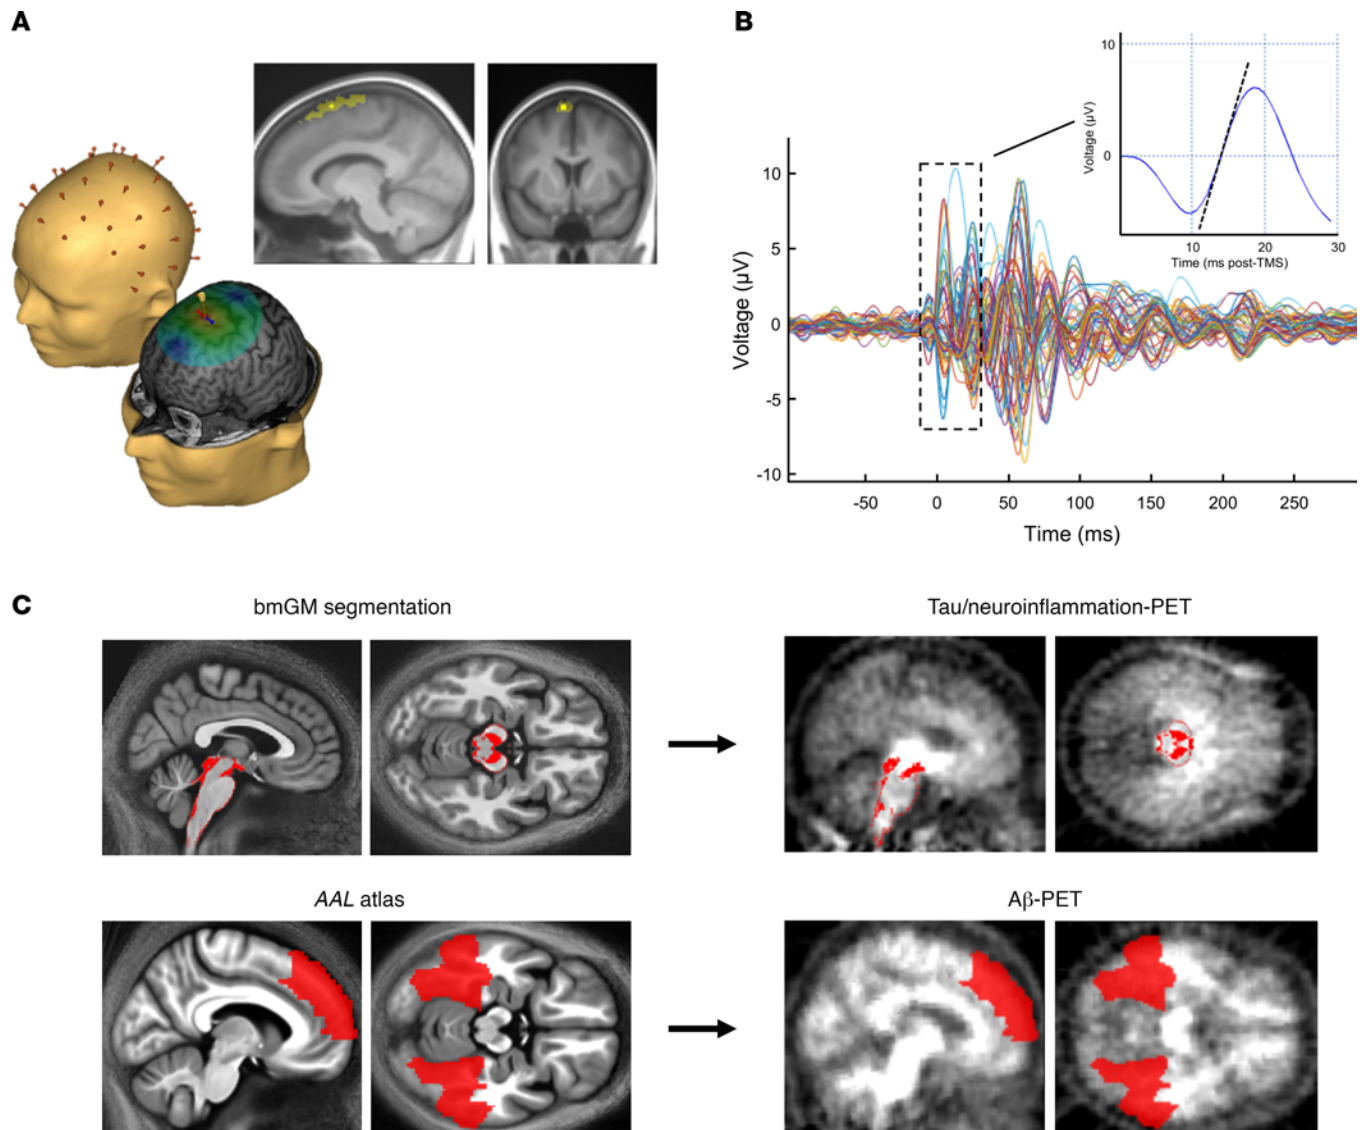 A
B
10
0
Voltage (µV)
10
20
30
Time (ms post-TMS)
10
5
0
-5
-10
Voltage (µV)
-50
0
50
100
150
200
250
Time (ms)
C
bmGM segmentation
Tau/neuroinflammation-PET
AAL atlas
Aβ-PET